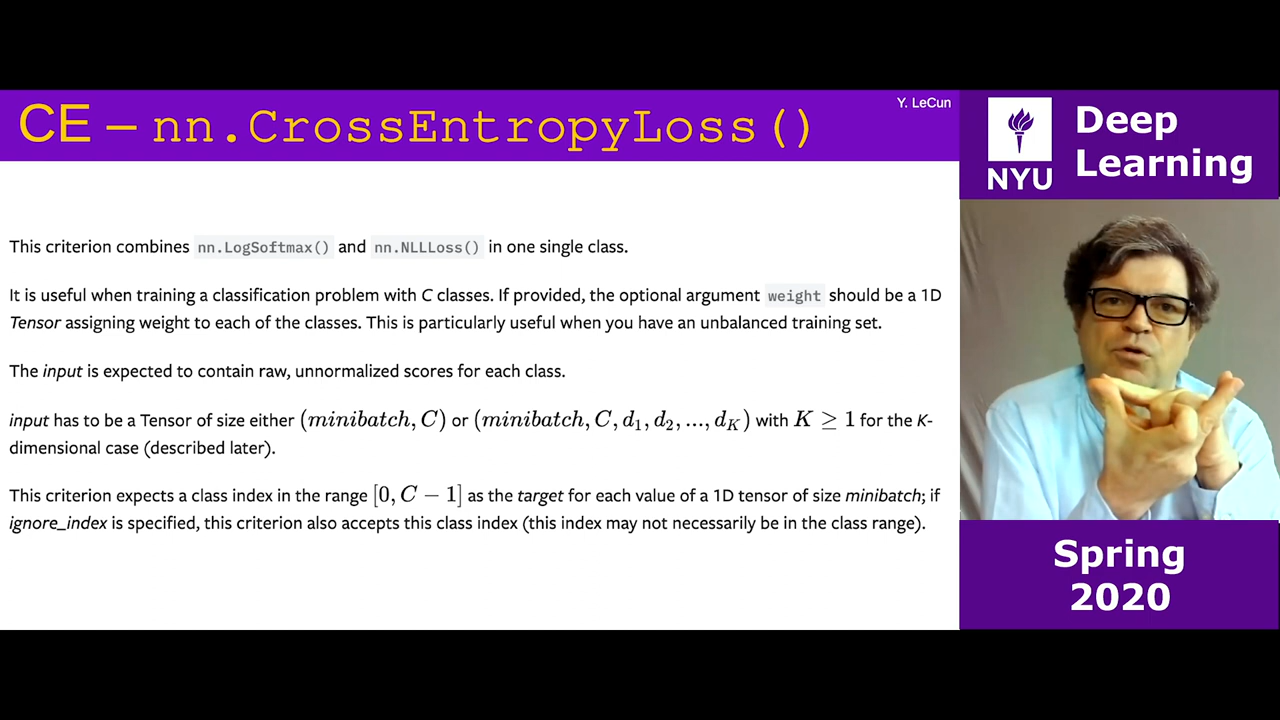 CE – nn.CrossEntropyLoss()
Y. LeCun
This criterion combines nn.LogSoftmax() and nn.NLLLoss() in one single class.
It is useful when training a classification problem with C classes. If provided, the optional argument weight should be a 1D
Tensor assigning weight to each of the classes. This is particularly useful when you have an unbalanced training set.
The input is expected to contain raw, unnormalized scores for each class.
input has to be a Tensor of size either (minibatch, C) or (minibatch, C, d₁, d₂, ..., d_K) with K ≥ 1 for the K-
dimensional case (described later).
This criterion expects a class index in the range [0, C − 1] as the target for each value of a 1D tensor of size minibatch; if
ignore_index is specified, this criterion also accepts this class index (this index may not necessarily be in the class range).
NYU
Deep
Learning
Spring
2020